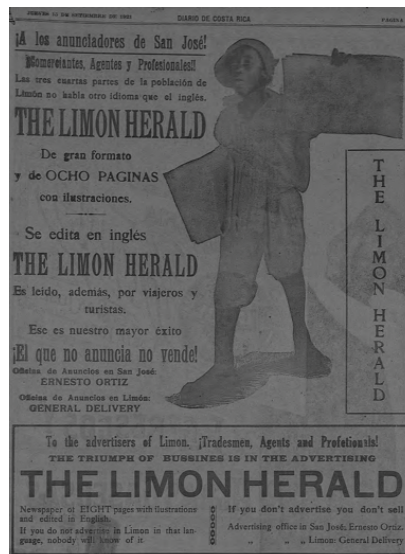 DIARIO DE COSTA RICA
PAGINA
¡A los anunciadores de San José!
¡Comerciantes, Agentes y Profesionales!!
Las tres cuartas partes de la población de
Limón no habla otro idioma que el inglés.
THE LIMON HERALD
De gran formato
y de OCHO PAGINAS
con ilustraciones.
Se edita en inglés
THE LIMON HERALD
Es leído, además, por viajeros y
turistas.
Ese es nuestro mayor éxito
¡El que no anuncia no vende!
Oficina de Anuncios en San José:
ERNESTO ORTIZ
Oficina de Anuncios en Limón:
GENERAL DELIVERY
THE LIMON HERALD
To the advertisers of Limon. ¡Tradesmen, Agents and Profetionals!
THE TRIUMPH OF BUSSINES IS IN THE ADVERTISING
THE LIMON HERALD
Newspaper of EIGHT pages with ilustrations
and edited in English.
If you do not advertise in Limon in that lan-
guage, nobody will know of it.
If you don't advertise you don't sell
Advertising office in San José; Ernesto Ortiz.
„ „ „ Limon: General Delivery